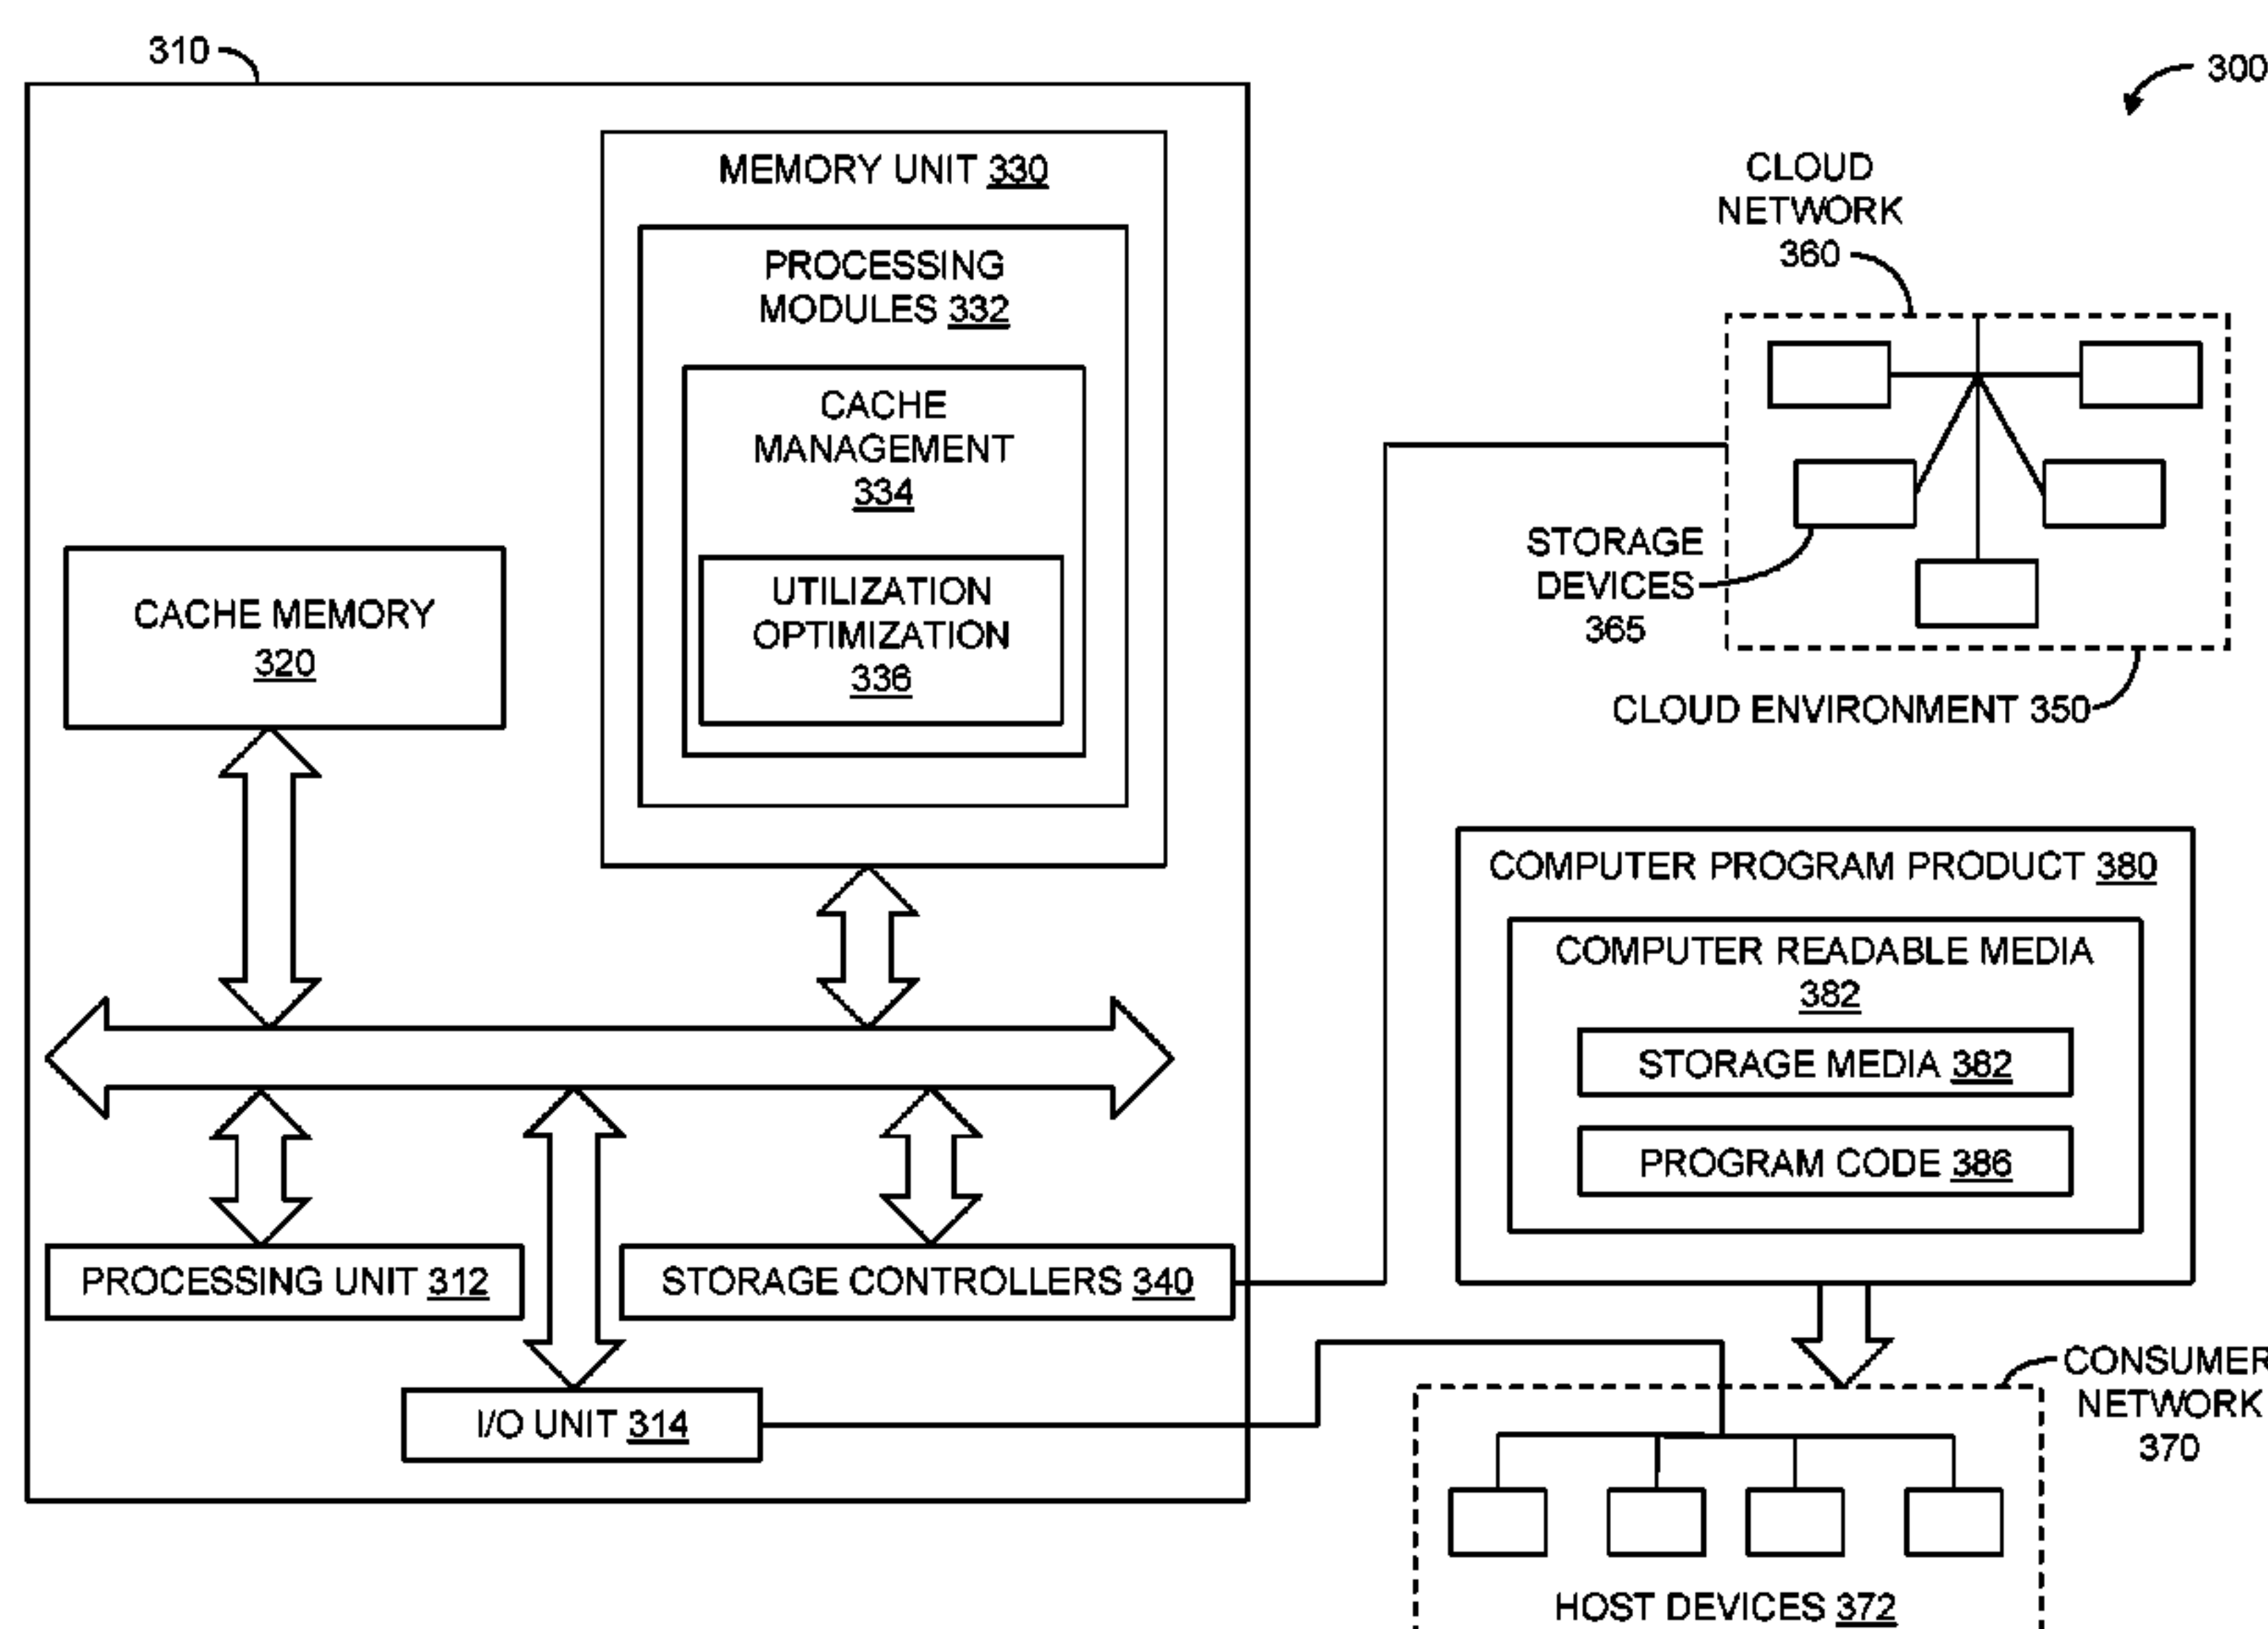 310
300
MEMORY UNIT 330
PROCESSING
MODULES 332
CACHE
MANAGEMENT
334
UTILIZATION
OPTIMIZATION
336
CACHE MEMORY
320
PROCESSING UNIT 312
STORAGE CONTROLLERS 340
I/O UNIT 314
CLOUD
NETWORK
360
STORAGE
DEVICES
365
CLOUD ENVIRONMENT 350
COMPUTER PROGRAM PRODUCT 380
COMPUTER READABLE MEDIA
382
STORAGE MEDIA 382
PROGRAM CODE 386
CONSUMER
NETWORK
370
HOST DEVICES 372